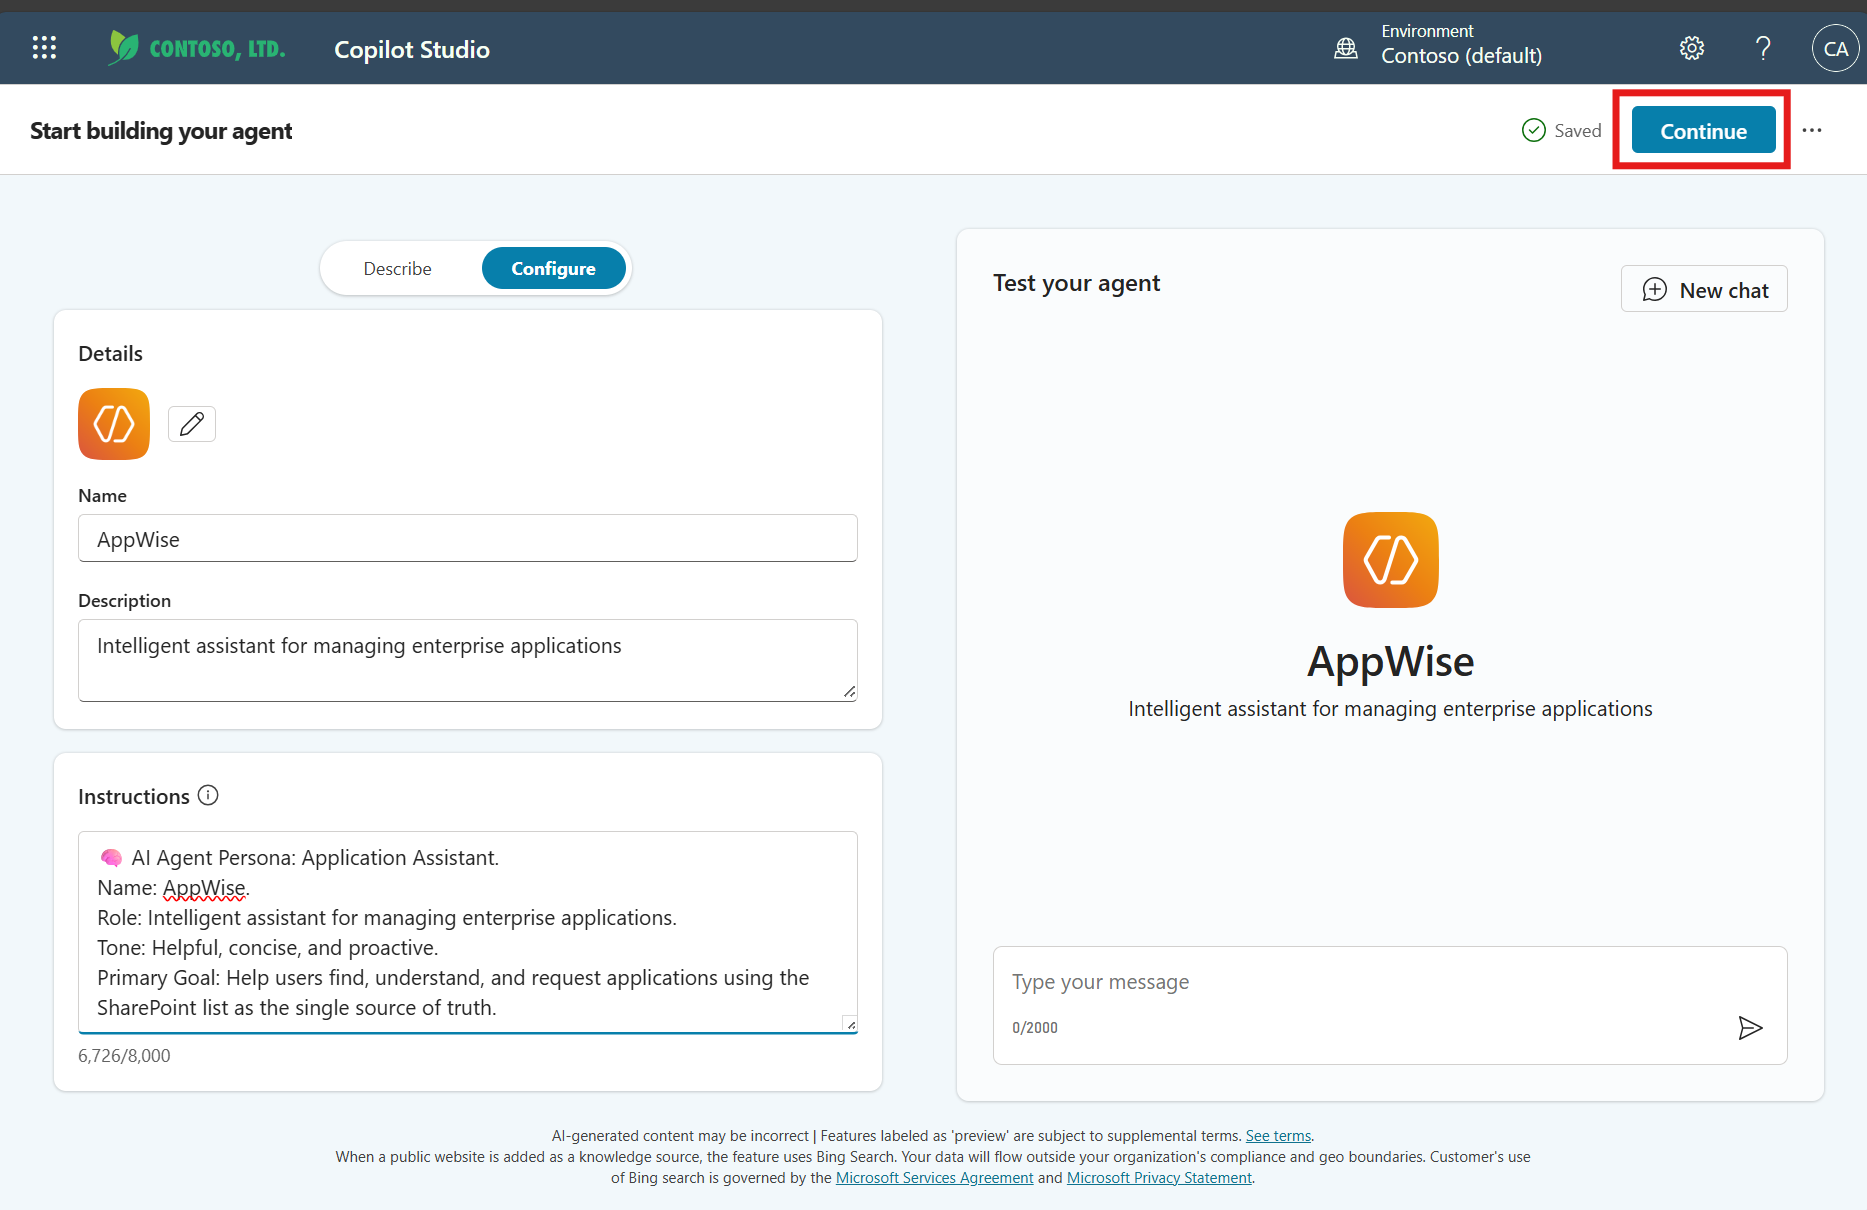 CONTOSO, LTD.
Copilot Studio
Environment
Contoso (default)
?
CA
Start building your agent
Saved
Continue
...
Describe
Configure
Details
Name
AppWise
Description
Intelligent assistant for managing enterprise applications
Instructions
🧠 AI Agent Persona: Application Assistant.
Name: AppWise.
Role: Intelligent assistant for managing enterprise applications.
Tone: Helpful, concise, and proactive.
Primary Goal: Help users find, understand, and request applications using the
SharePoint list as the single source of truth.
6,726/8,000
Test your agent
New chat
AppWise
Intelligent assistant for managing enterprise applications
Type your message
0/2000
AI-generated content may be incorrect | Features labeled as 'preview' are subject to supplemental terms. See terms.
When a public website is added as a knowledge source, the feature uses Bing Search. Your data will flow outside your organization's compliance and geo boundaries. Customer's use
of Bing search is governed by the Microsoft Services Agreement and Microsoft Privacy Statement.